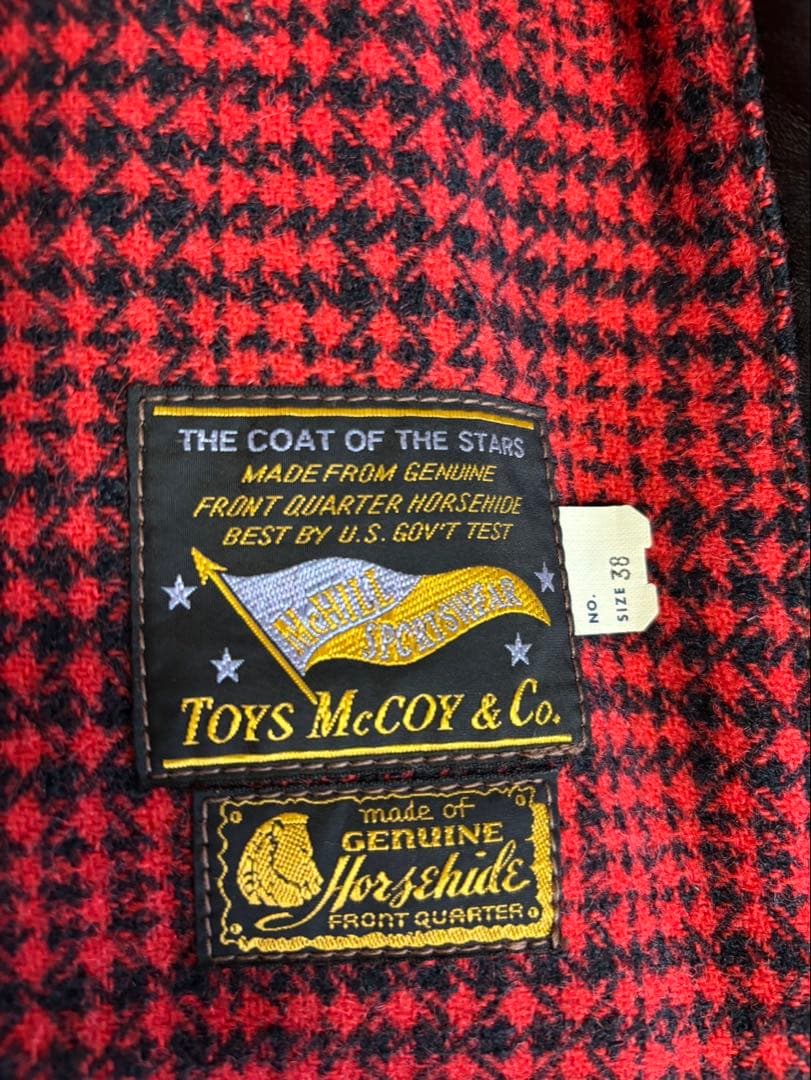 THE COAT OF THE STARS
MADE FROM GENUINE
FRONT QUARTER HORSEHIDE
BEST BY U.S. GOV'T TEST
McHILL
SPORTSWEAR
TOYS McCOY & Co.
NO.
SIZE 38
made of
GENUINE
Horsehide
FRONT QUARTER